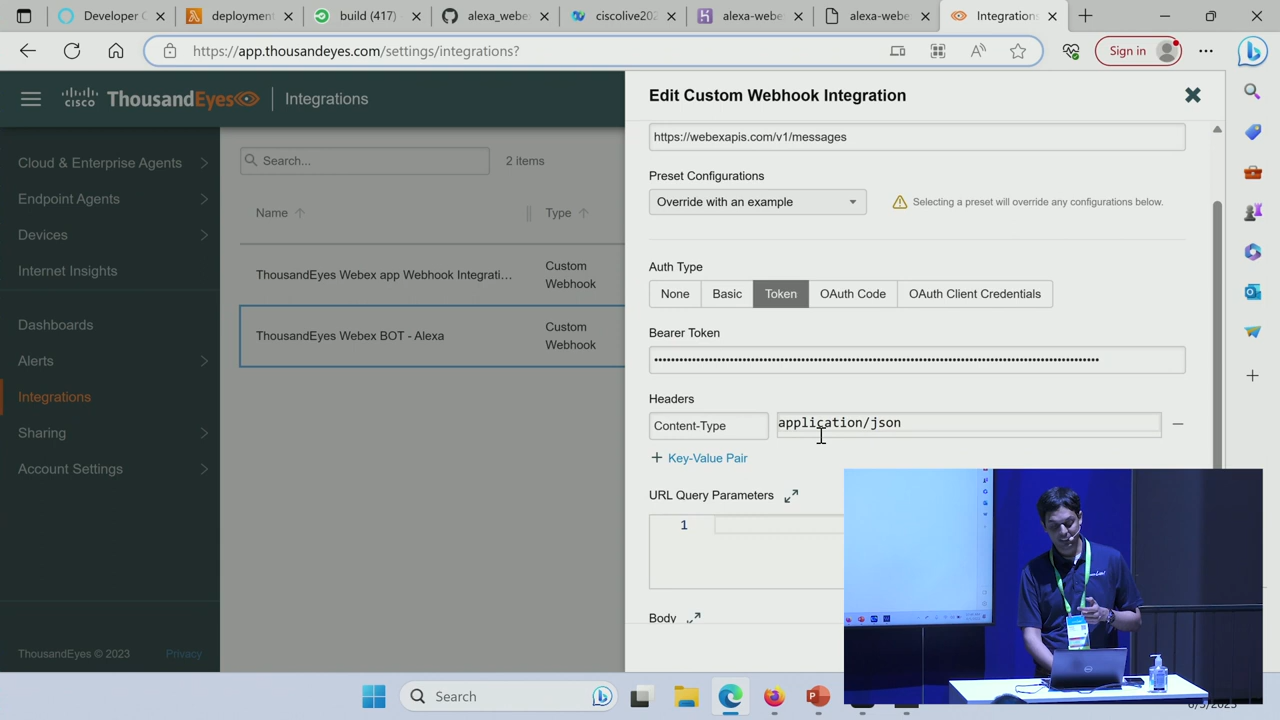 Developer C
deployment
build (417)
alexa_webe
ciscolive202
alexa-webe
alexa-webe
Integration
https://app.thousandeyes.com/settings/integrations?
Sign in
CISCO
ThousandEyes
Integrations
Cloud & Enterprise Agents
Endpoint Agents
Devices
Internet Insights
Dashboards
Alerts
Integrations
Sharing
Account Settings
ThousandEyes © 2023
Privacy
Search...
2 items
Name
Type
ThousandEyes Webex app Webhook Integrati...
Custom
Webhook
ThousandEyes Webex BOT - Alexa
Custom
Webhook
Edit Custom Webhook Integration
https://webexapis.com/v1/messages
Preset Configurations
Override with an example
Selecting a preset will override any configurations below.
Auth Type
None
Basic
Token
OAuth Code
OAuth Client Credentials
Bearer Token
Headers
Content-Type
application/json
+ Key-Value Pair
URL Query Parameters
1
Body
Search